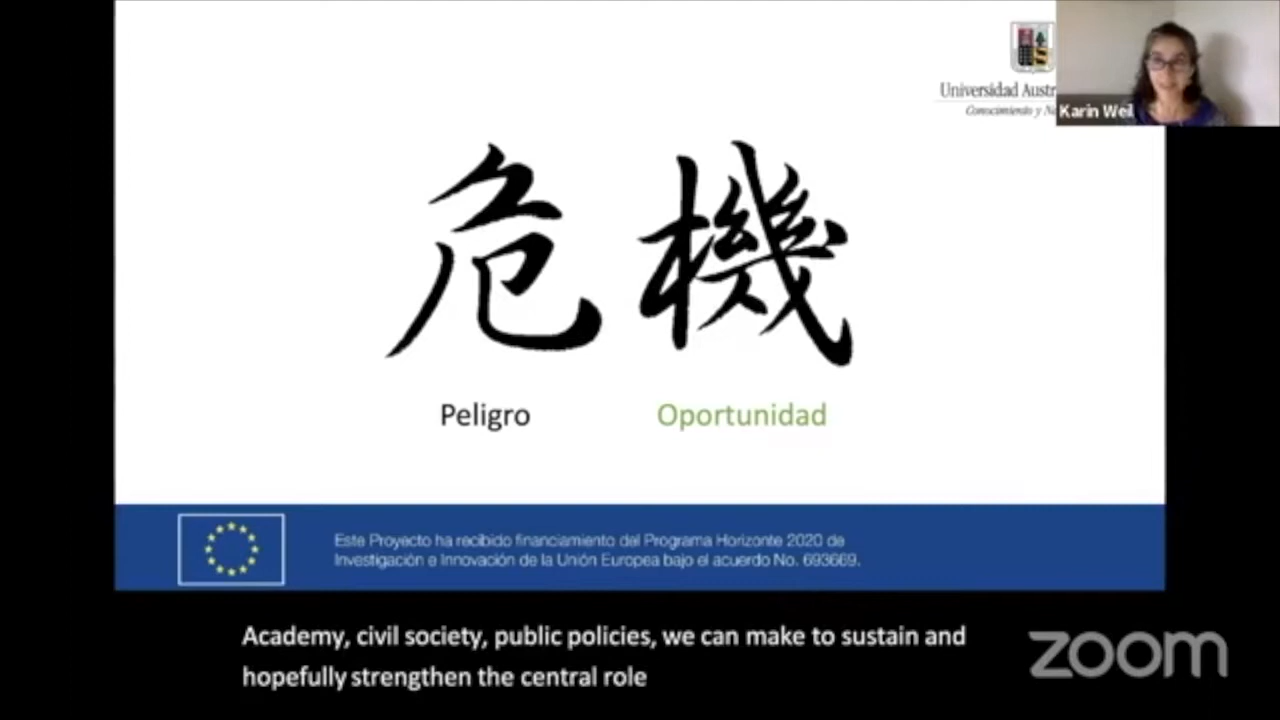 Universidad Austr
Conocimiento y Na
Karin Weil
危機
Peligro
Oportunidad
Este Proyecto ha recibido financiamiento del Programa Horizonte 2020 de
Investigación e Innovación de la Unión Europea bajo el acuerdo No. 693669.
Academy, civil society, public policies, we can make to sustain and
hopefully strengthen the central role
zoom